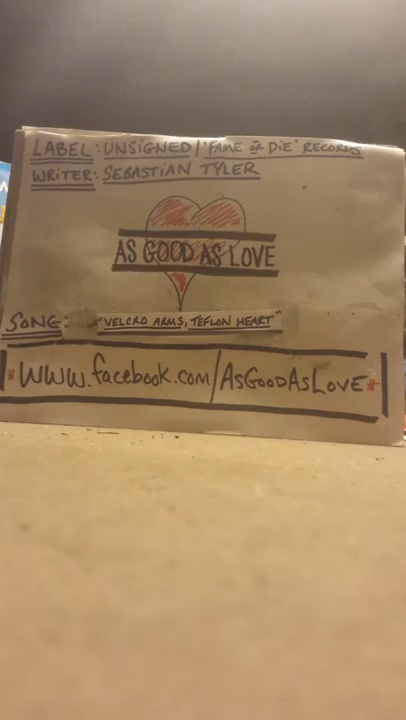 LABEL: UNSIGNED/'FAME OR DIE' RECORDS
WRITER: SEBASTIAN TYLER
AS GOOD AS LOVE
SONG: "VELCRO ARMS, TEFLON HEART"
*WWW.facebook.com/ASGOODASLOVE*